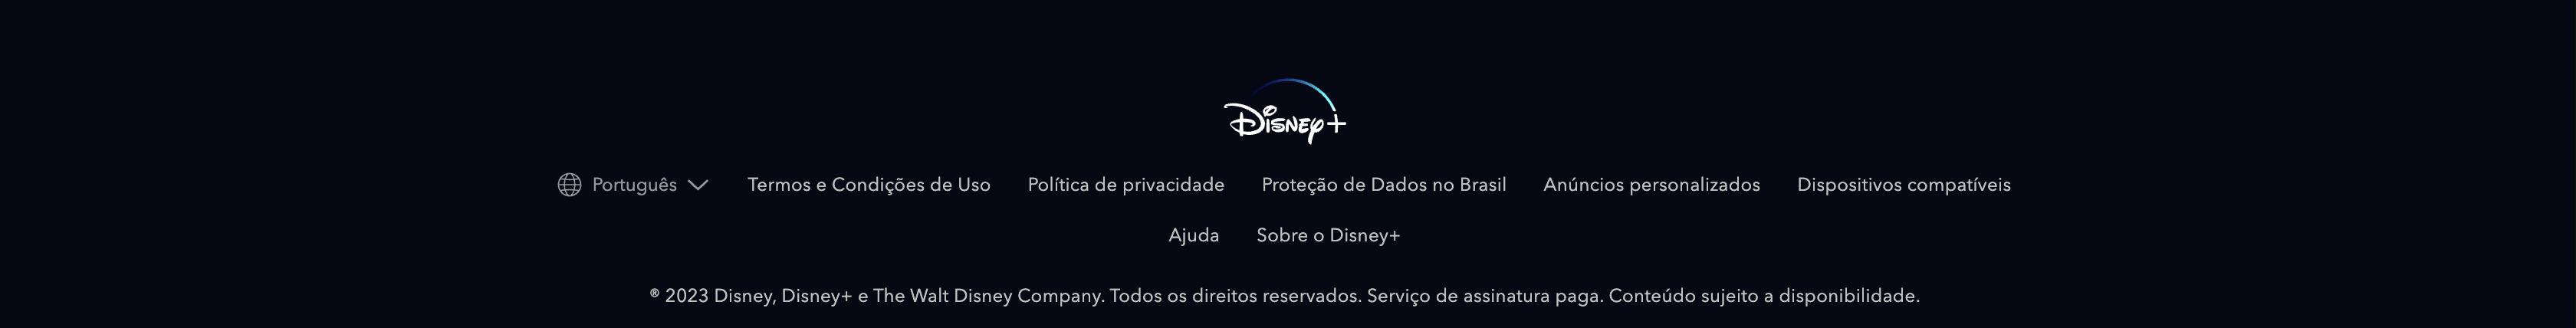 Disney+
Português Termos e Condições de Uso Política de privacidade Proteção de Dados no Brasil Anúncios personalizados Dispositivos compatíveis
Ajuda Sobre o Disney+
® 2023 Disney, Disney+ e The Walt Disney Company. Todos os direitos reservados. Serviço de assinatura paga. Conteúdo sujeito a disponibilidade.